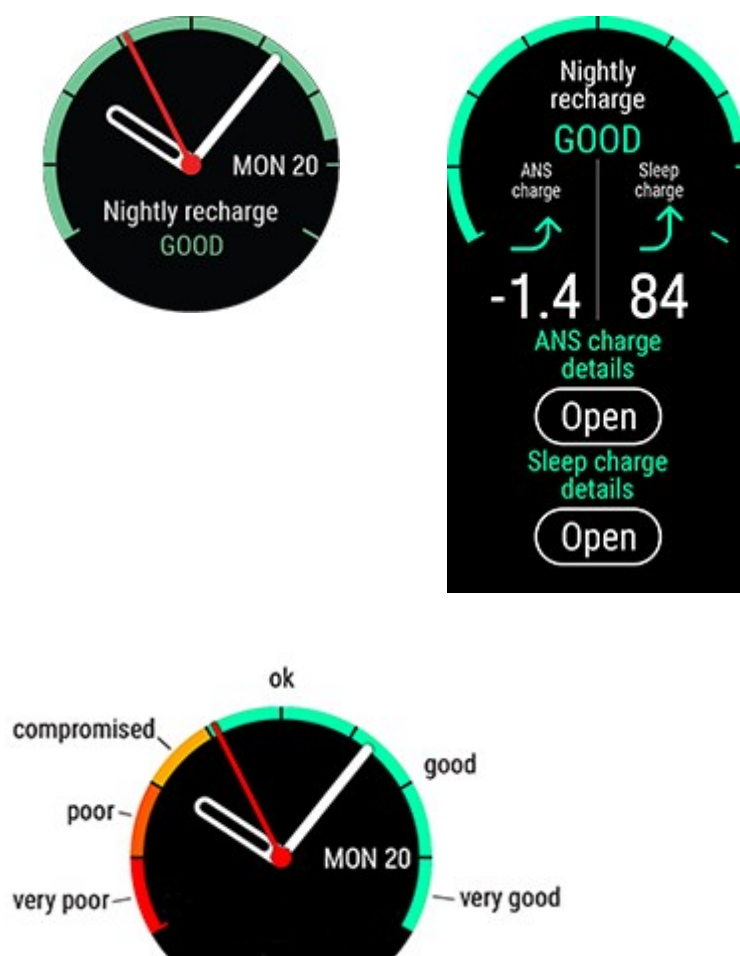 MON 20
Nightly recharge
GOOD
Nightly
recharge
GOOD
ANS
charge
Sleep
charge
-1.4
84
ANS charge
details
Open
Sleep charge
details
Open
ok
compromised
good
poor
MON 20
very poor
very good